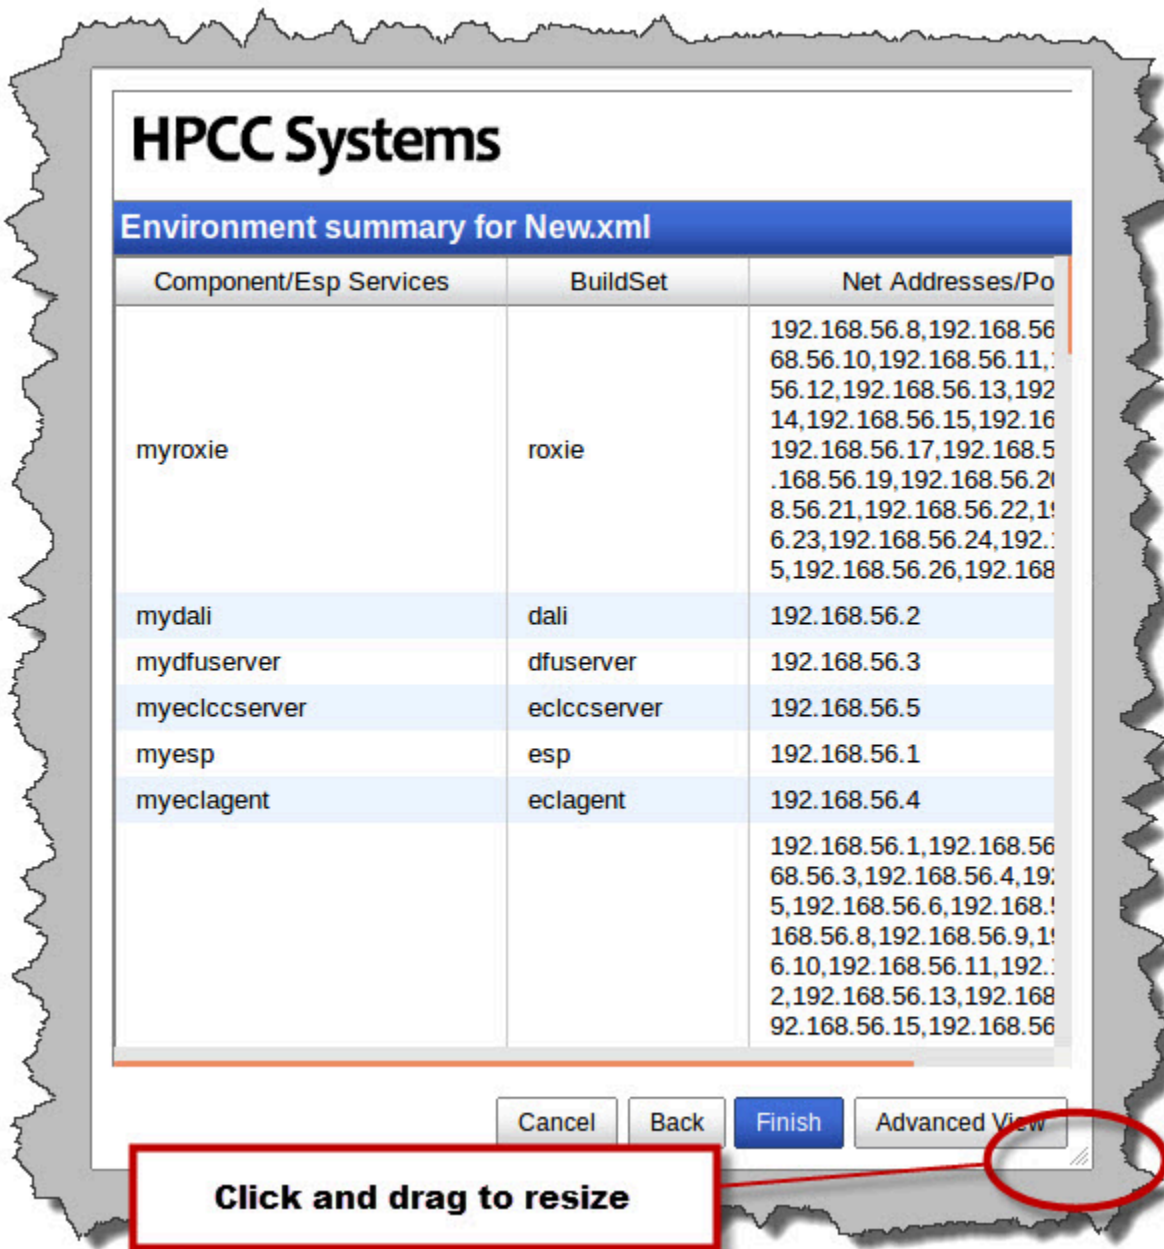 HPCC Systems
Environment summary for New.xml
Component/Esp Services BuildSet Net Addresses/Po
myroxie roxie 192.168.56.8,192.168.56
68.56.10,192.168.56.11,
56.12,192.168.56.13,192
14,192.168.56.15,192.16
192.168.56.17,192.168.5
.168.56.19,192.168.56.20
8.56.21,192.168.56.22,19
6.23,192.168.56.24,192.
5,192.168.56.26,192.168
mydali dali 192.168.56.2
mydfuserver dfuserver 192.168.56.3
myeclccserver eclccserver 192.168.56.5
myesp esp 192.168.56.1
myeclagent eclagent 192.168.56.4
192.168.56.1,192.168.56
68.56.3,192.168.56.4,192
5,192.168.56.6,192.168.
168.56.8,192.168.56.9,19
6.10,192.168.56.11,192.
2,192.168.56.13,192.168
92.168.56.15,192.168.56
Cancel Back Finish Advanced View
Click and drag to resize